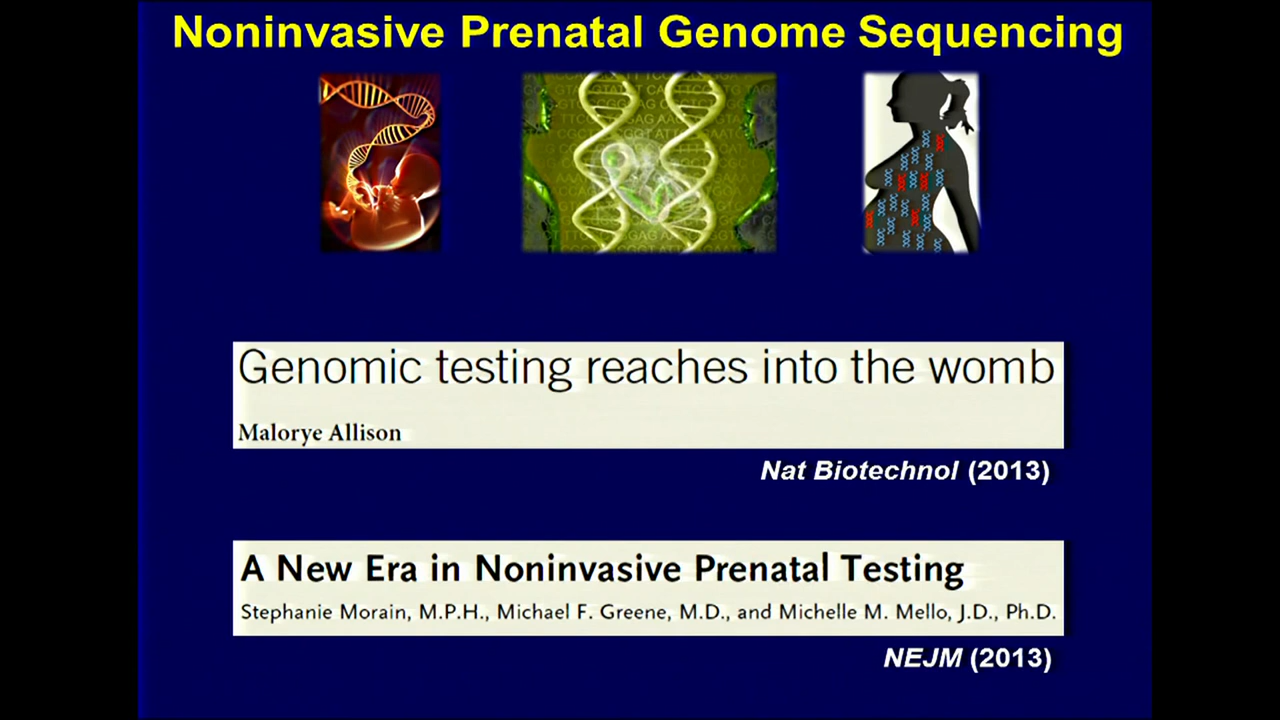 Noninvasive Prenatal Genome Sequencing
Genomic testing reaches into the womb
Malorye Allison
Nat Biotechnol (2013)
A New Era in Noninvasive Prenatal Testing
Stephanie Morain, M.P.H., Michael F. Greene, M.D., and Michelle M. Mello, J.D., Ph.D.
NEJM (2013)